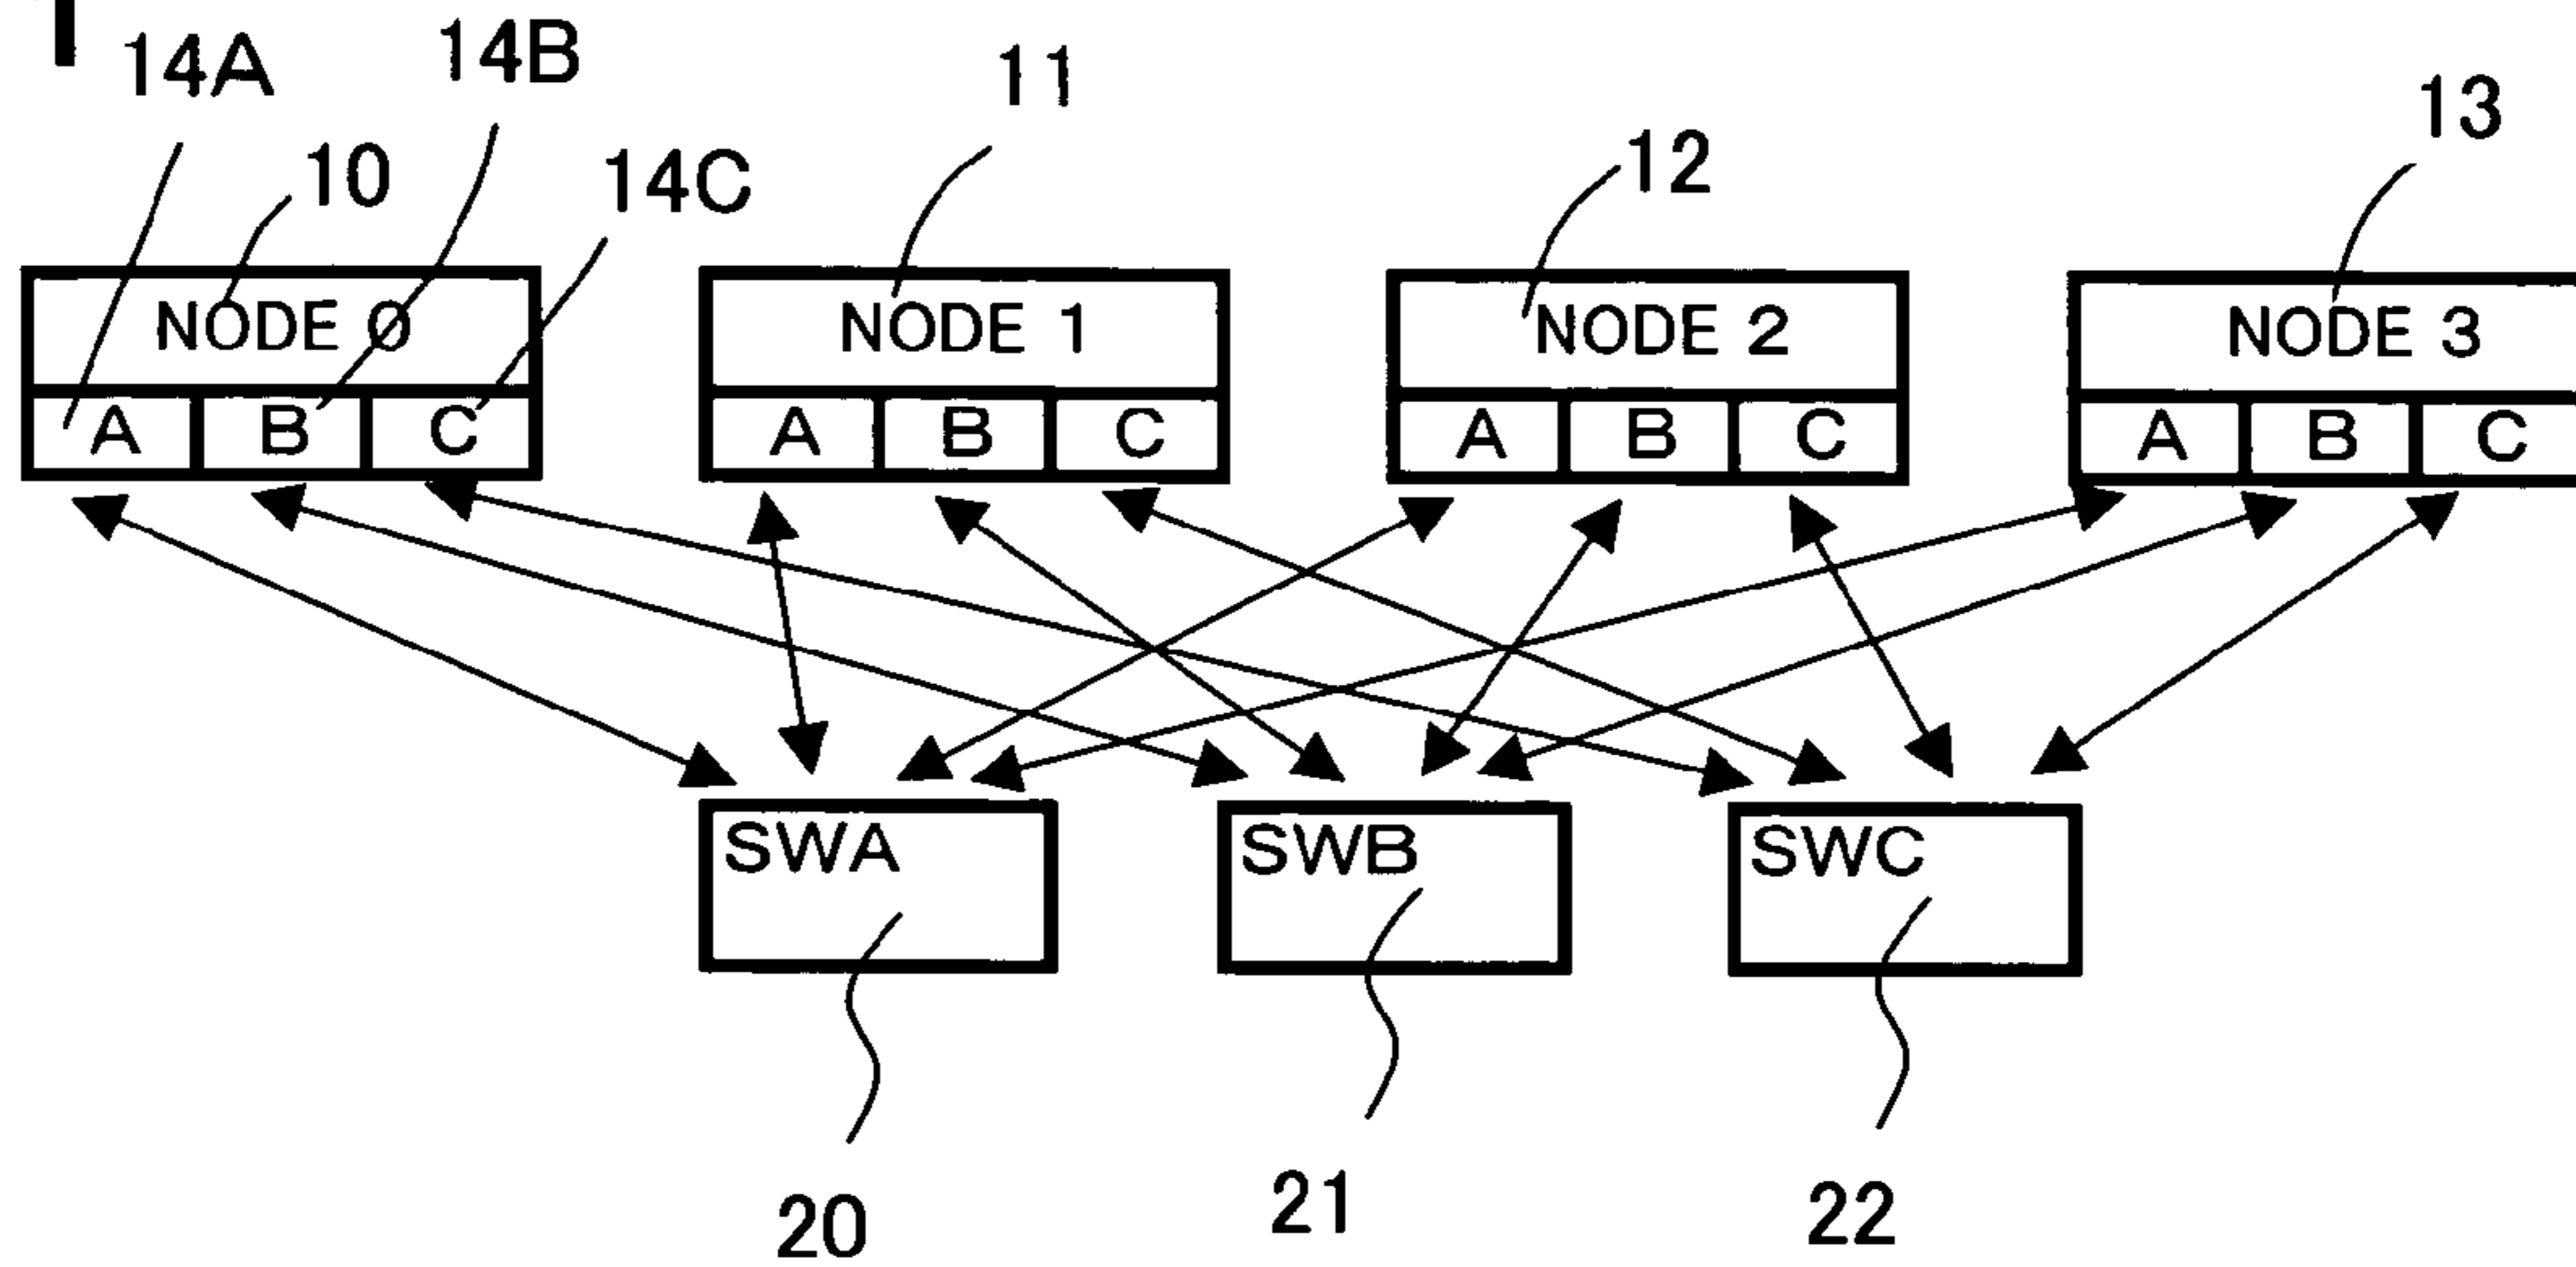 14A 14B 11 13
10 14C 12
NODE 0 NODE 1 NODE 2 NODE 3
A B C A B C A B C A B C
SWA SWB SWC
20 21 22